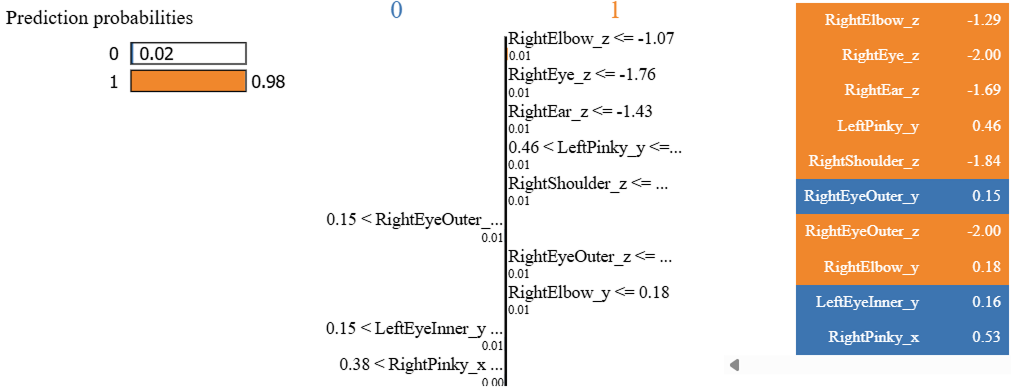 Prediction probabilities
0 0.02
1 0.98
0 1
RightElbow_z <= -1.07
0.01
RightEye_z <= -1.76
0.01
RightEar_z <= -1.43
0.01
0.46 < LeftPinky_y <=...
0.01
RightShoulder_z <= ...
0.01
0.15 < RightEyeOuter_...
0.01
RightEyeOuter_z <= ...
0.01
RightElbow_y <= 0.18
0.01
0.15 < LeftEyeInner_y ...
0.01
0.38 < RightPinky_x ...
0.00
RightElbow_z -1.29
RightEye_z -2.00
RightEar_z -1.69
LeftPinky_y 0.46
RightShoulder_z -1.84
RightEyeOuter_y 0.15
RightEyeOuter_z -2.00
RightElbow_y 0.18
LeftEyeInner_y 0.16
RightPinky_x 0.53